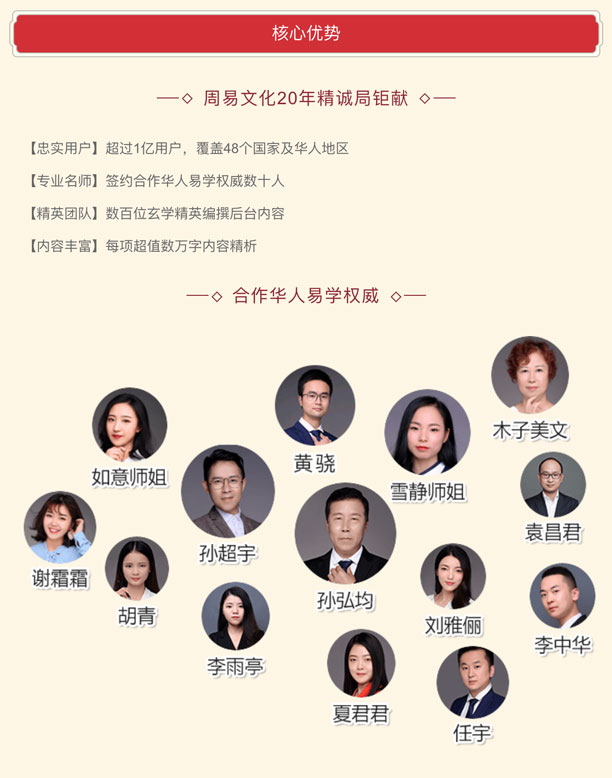 核心优势
周易文化20年精诚局钜献
【忠实用户】超过1亿用户，覆盖48个国家及华人地区
【专业名师】签约合作华人易学权威数十人
【精英团队】数百位玄学精英编撰后台内容
【内容丰富】每项超值数万字内容精析
合作华人易学权威
木子美文
黄骁
如意师姐
雪静师姐
袁昌君
孙超宇
谢霜霜
孙弘均
胡青
刘雅俪
李中华
李雨亭
夏君君
任宇